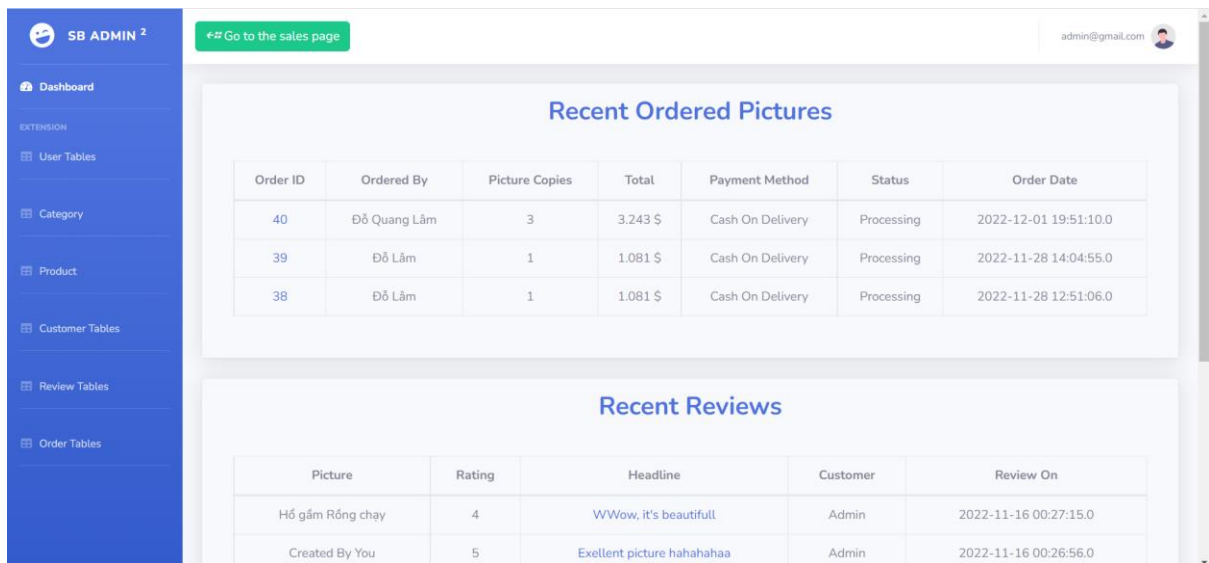 SB ADMIN 2
Go to the sales page
admin@gmail.com
Dashboard
EXTENSION
User Tables
Category
Product
Customer Tables
Review Tables
Order Tables
Recent Ordered Pictures
Order ID Ordered By Picture Copies Total Payment Method Status Order Date
40 Đỗ Quang Lâm 3 3.243 $ Cash On Delivery Processing 2022-12-01 19:51:10.0
39 Đỗ Lâm 1 1.081 $ Cash On Delivery Processing 2022-11-28 14:04:55.0
38 Đỗ Lâm 1 1.081 $ Cash On Delivery Processing 2022-11-28 12:51:06.0
Recent Reviews
Picture Rating Headline Customer Review On
Hổ gầm Rồng chạy 4 WWow, it's beautifull Admin 2022-11-16 00:27:15.0
Created By You 5 Exellent picture hahahahaa Admin 2022-11-16 00:26:56.0